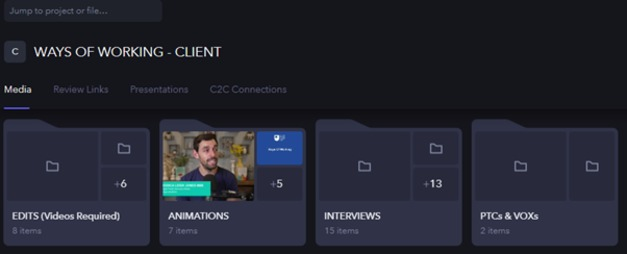 Jump to project or file...
C WAYS OF WORKING - CLIENT
Media Review Links Presentations C2C Connections
+6
+5
+13
EDITS (Videos Required)
8 items
ANIMATIONS
7 items
INTERVIEWS
15 items
PTCs & VOXs
2 items